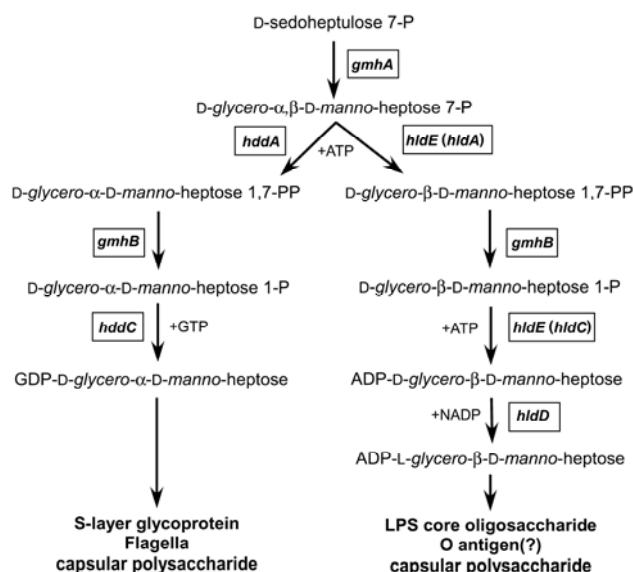 D-sedoheptulose 7-P
gmhA
D-glycero-α,β-D-manno-heptose 7-P
hddA
+ATP
hldE (hldA)
D-glycero-α-D-manno-heptose 1,7-PP
D-glycero-β-D-manno-heptose 1,7-PP
gmhB
gmhB
D-glycero-α-D-manno-heptose 1-P
D-glycero-β-D-manno-heptose 1-P
hddC
+GTP
+ATP
hldE (hldC)
GDP-D-glycero-α-D-manno-heptose
ADP-D-glycero-β-D-manno-heptose
+NADP
hldD
ADP-L-glycero-β-D-manno-heptose
S-layer glycoprotein
Flagella
capsular polysaccharide
LPS core oligosaccharide
O antigen(?)
capsular polysaccharide